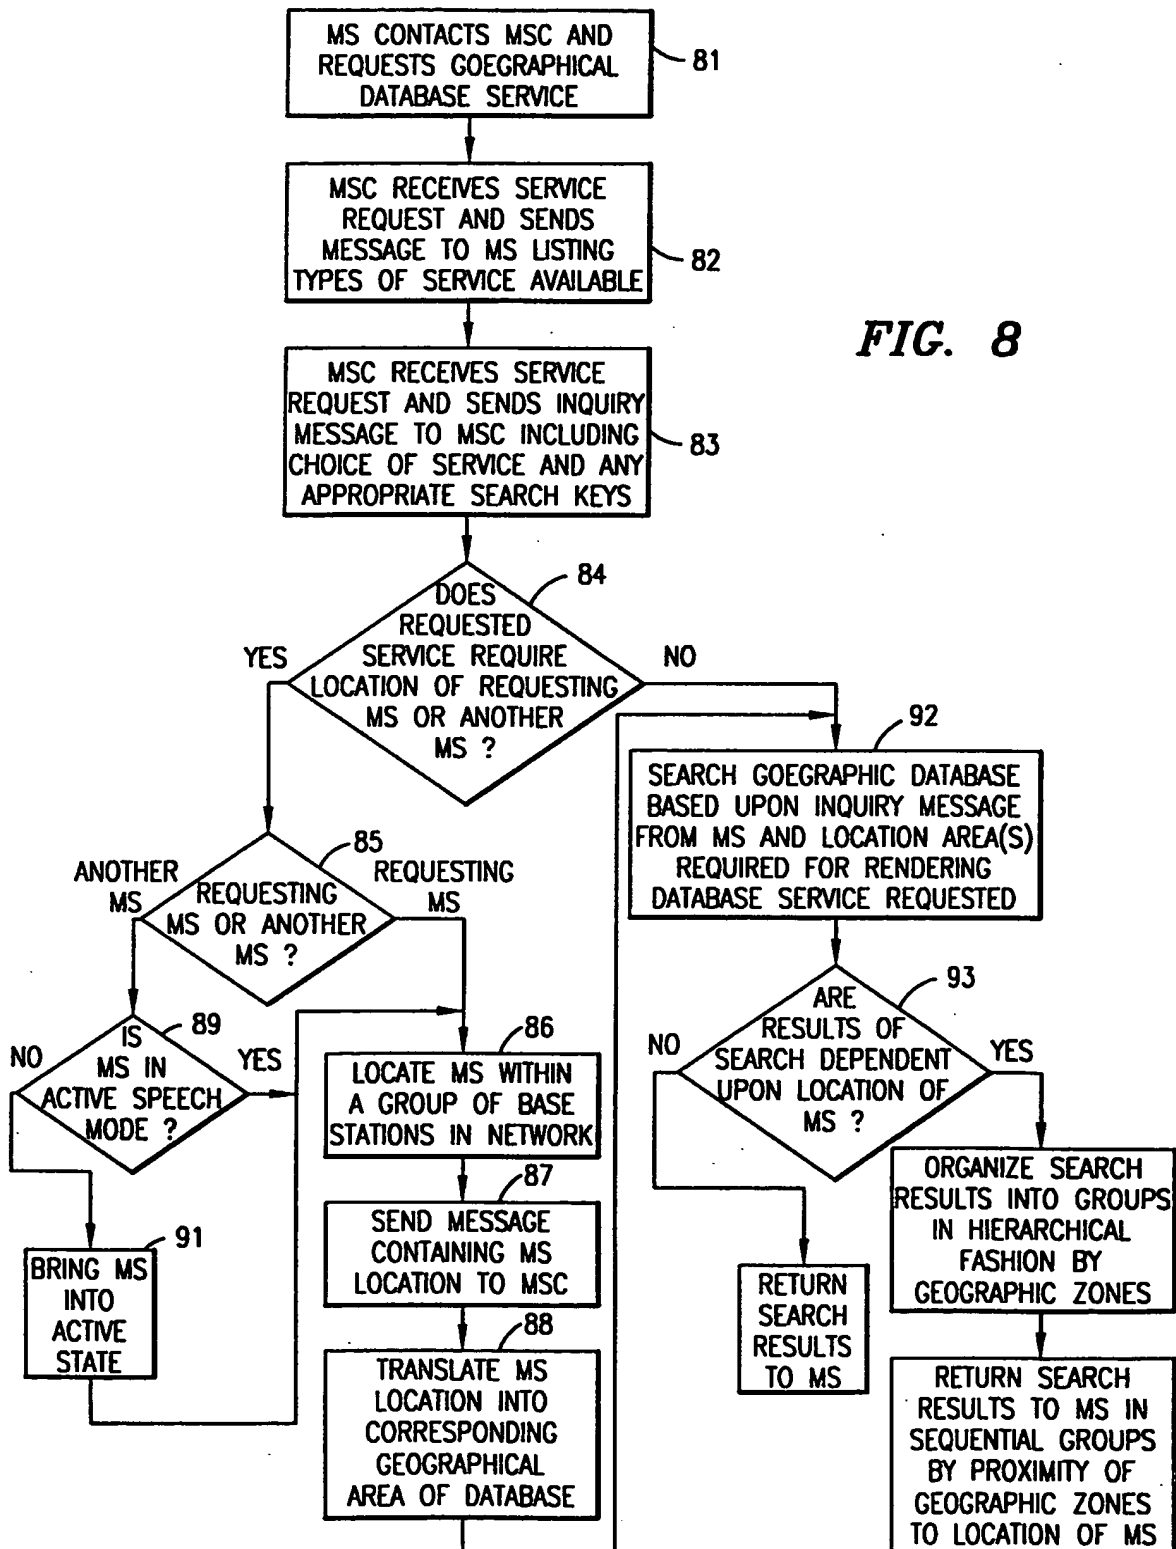 MS CONTACTS MSC AND
REQUESTS GOEGRAPHICAL
DATABASE SERVICE
81
MSC RECEIVES SERVICE
REQUEST AND SENDS
MESSAGE TO MS LISTING
TYPES OF SERVICE AVAILABLE
82
FIG. 8
MSC RECEIVES SERVICE
REQUEST AND SENDS INQUIRY
MESSAGE TO MSC INCLUDING
CHOICE OF SERVICE AND ANY
APPROPRIATE SEARCH KEYS
83
84
DOES
REQUESTED
SERVICE REQUIRE
LOCATION OF REQUESTING
MS OR ANOTHER
MS ?
YES
NO
85
ANOTHER
MS
REQUESTING
MS
REQUESTING
MS OR ANOTHER
MS ?
89
IS
MS IN
ACTIVE SPEECH
MODE ?
NO
YES
91
BRING MS
INTO
ACTIVE
STATE
86
LOCATE MS WITHIN
A GROUP OF BASE
STATIONS IN NETWORK
87
SEND MESSAGE
CONTAINING MS
LOCATION TO MSC
88
TRANSLATE MS
LOCATION INTO
CORRESPONDING
GEOGRAPHICAL
AREA OF DATABASE
92
SEARCH GOEGRAPHIC DATABASE
BASED UPON INQUIRY MESSAGE
FROM MS AND LOCATION AREA(S)
REQUIRED FOR RENDERING
DATABASE SERVICE REQUESTED
93
ARE
RESULTS OF
SEARCH DEPENDENT
UPON LOCATION OF
MS ?
NO
YES
RETURN
SEARCH
RESULTS
TO MS
ORGANIZE SEARCH
RESULTS INTO GROUPS
IN HIERARCHICAL
FASHION BY
GEOGRAPHIC ZONES
RETURN SEARCH
RESULTS TO MS IN
SEQUENTIAL GROUPS
BY PROXIMITY OF
GEOGRAPHIC ZONES
TO LOCATION OF MS